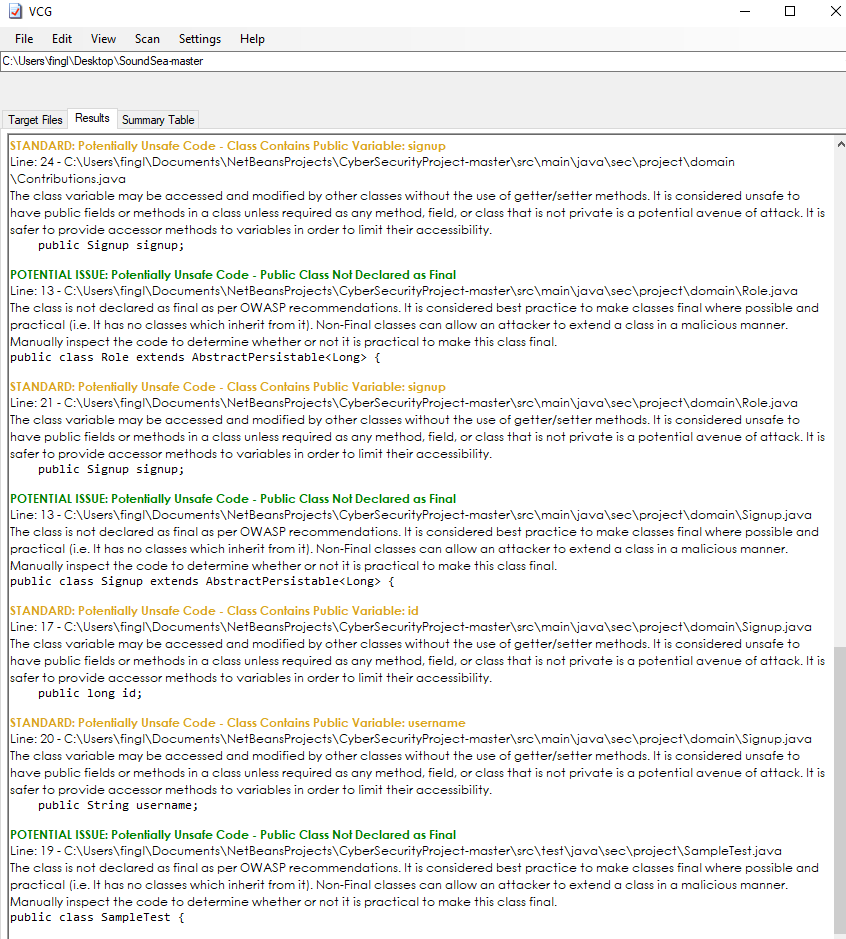 VCG
File Edit View Scan Settings Help
C:\Users\fingl\Desktop\SoundSea-master
Target Files Results Summary Table
STANDARD: Potentially Unsafe Code - Class Contains Public Variable: signup
Line: 24 - C:\Users\fingl\Documents\NetBeansProjects\CyberSecurityProject-master\src\main\java\sec\project\domain
\Contributions.java
The class variable may be accessed and modified by other classes without the use of getter/setter methods. It is considered unsafe to
have public fields or methods in a class unless required as any method, field, or class that is not private is a potential avenue of attack. It is
safer to provide accessor methods to variables in order to limit their accessibility.
public Signup signup;
POTENTIAL ISSUE: Potentially Unsafe Code - Public Class Not Declared as Final
Line: 13 - C:\Users\fingl\Documents\NetBeansProjects\CyberSecurityProject-master\src\main\java\sec\project\domain\Role.java
The class is not declared as final as per OWASP recommendations. It is considered best practice to make classes final where possible and
practical (i.e. It has no classes which inherit from it). Non-Final classes can allow an attacker to extend a class in a malicious manner.
Manually inspect the code to determine whether or not it is practical to make this class final.
public class Role extends AbstractPersistable<Long> {
STANDARD: Potentially Unsafe Code - Class Contains Public Variable: signup
Line: 21 - C:\Users\fingl\Documents\NetBeansProjects\CyberSecurityProject-master\src\main\java\sec\project\domain\Role.java
The class variable may be accessed and modified by other classes without the use of getter/setter methods. It is considered unsafe to
have public fields or methods in a class unless required as any method, field, or class that is not private is a potential avenue of attack. It is
safer to provide accessor methods to variables in order to limit their accessibility.
public Signup signup;
POTENTIAL ISSUE: Potentially Unsafe Code - Public Class Not Declared as Final
Line: 13 - C:\Users\fingl\Documents\NetBeansProjects\CyberSecurityProject-master\src\main\java\sec\project\domain\Signup.java
The class is not declared as final as per OWASP recommendations. It is considered best practice to make classes final where possible and
practical (i.e. It has no classes which inherit from it). Non-Final classes can allow an attacker to extend a class in a malicious manner.
Manually inspect the code to determine whether or not it is practical to make this class final.
public class Signup extends AbstractPersistable<Long> {
STANDARD: Potentially Unsafe Code - Class Contains Public Variable: id
Line: 17 - C:\Users\fingl\Documents\NetBeansProjects\CyberSecurityProject-master\src\main\java\sec\project\domain\Signup.java
The class variable may be accessed and modified by other classes without the use of getter/setter methods. It is considered unsafe to
have public fields or methods in a class unless required as any method, field, or class that is not private is a potential avenue of attack. It is
safer to provide accessor methods to variables in order to limit their accessibility.
public long id;
STANDARD: Potentially Unsafe Code - Class Contains Public Variable: username
Line: 20 - C:\Users\fingl\Documents\NetBeansProjects\CyberSecurityProject-master\src\main\java\sec\project\domain\Signup.java
The class variable may be accessed and modified by other classes without the use of getter/setter methods. It is considered unsafe to
have public fields or methods in a class unless required as any method, field, or class that is not private is a potential avenue of attack. It is
safer to provide accessor methods to variables in order to limit their accessibility.
public String username;
POTENTIAL ISSUE: Potentially Unsafe Code - Public Class Not Declared as Final
Line: 19 - C:\Users\fingl\Documents\NetBeansProjects\CyberSecurityProject-master\src\test\java\sec\project\SampleTest.java
The class is not declared as final as per OWASP recommendations. It is considered best practice to make classes final where possible and
practical (i.e. It has no classes which inherit from it). Non-Final classes can allow an attacker to extend a class in a malicious manner.
Manually inspect the code to determine whether or not it is practical to make this class final.
public class SampleTest {